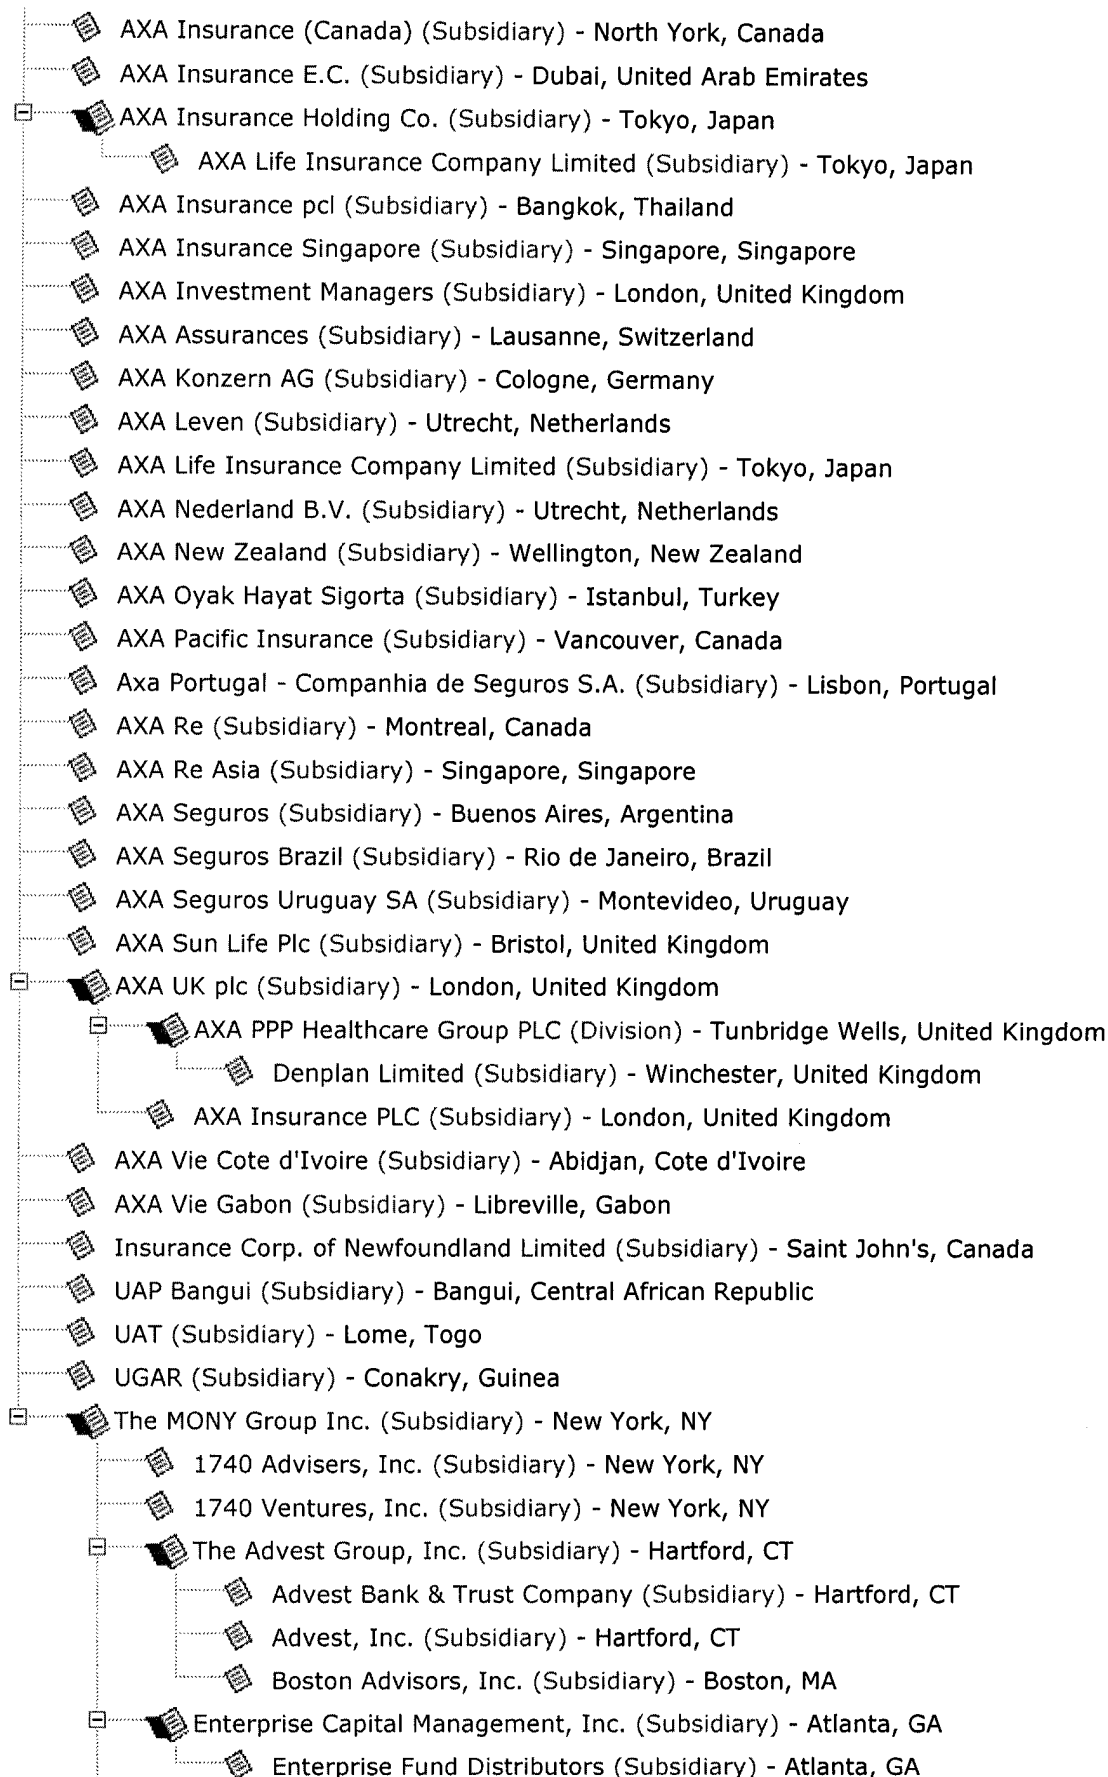 AXA Insurance (Canada) (Subsidiary) - North York, Canada
AXA Insurance E.C. (Subsidiary) - Dubai, United Arab Emirates
AXA Insurance Holding Co. (Subsidiary) - Tokyo, Japan
AXA Life Insurance Company Limited (Subsidiary) - Tokyo, Japan
AXA Insurance pcl (Subsidiary) - Bangkok, Thailand
AXA Insurance Singapore (Subsidiary) - Singapore, Singapore
AXA Investment Managers (Subsidiary) - London, United Kingdom
AXA Assurances (Subsidiary) - Lausanne, Switzerland
AXA Konzern AG (Subsidiary) - Cologne, Germany
AXA Leven (Subsidiary) - Utrecht, Netherlands
AXA Life Insurance Company Limited (Subsidiary) - Tokyo, Japan
AXA Nederland B.V. (Subsidiary) - Utrecht, Netherlands
AXA New Zealand (Subsidiary) - Wellington, New Zealand
AXA Oyak Hayat Sigorta (Subsidiary) - Istanbul, Turkey
AXA Pacific Insurance (Subsidiary) - Vancouver, Canada
Axa Portugal - Companhia de Seguros S.A. (Subsidiary) - Lisbon, Portugal
AXA Re (Subsidiary) - Montreal, Canada
AXA Re Asia (Subsidiary) - Singapore, Singapore
AXA Seguros (Subsidiary) - Buenos Aires, Argentina
AXA Seguros Brazil (Subsidiary) - Rio de Janeiro, Brazil
AXA Seguros Uruguay SA (Subsidiary) - Montevideo, Uruguay
AXA Sun Life Plc (Subsidiary) - Bristol, United Kingdom
AXA UK plc (Subsidiary) - London, United Kingdom
AXA PPP Healthcare Group PLC (Division) - Tunbridge Wells, United Kingdom
Denplan Limited (Subsidiary) - Winchester, United Kingdom
AXA Insurance PLC (Subsidiary) - London, United Kingdom
AXA Vie Cote d'Ivoire (Subsidiary) - Abidjan, Cote d'Ivoire
AXA Vie Gabon (Subsidiary) - Libreville, Gabon
Insurance Corp. of Newfoundland Limited (Subsidiary) - Saint John's, Canada
UAP Bangui (Subsidiary) - Bangui, Central African Republic
UAT (Subsidiary) - Lome, Togo
UGAR (Subsidiary) - Conakry, Guinea
The MONY Group Inc. (Subsidiary) - New York, NY
1740 Advisers, Inc. (Subsidiary) - New York, NY
1740 Ventures, Inc. (Subsidiary) - New York, NY
The Advest Group, Inc. (Subsidiary) - Hartford, CT
Advest Bank & Trust Company (Subsidiary) - Hartford, CT
Advest, Inc. (Subsidiary) - Hartford, CT
Boston Advisors, Inc. (Subsidiary) - Boston, MA
Enterprise Capital Management, Inc. (Subsidiary) - Atlanta, GA
Enterprise Fund Distributors (Subsidiary) - Atlanta, GA